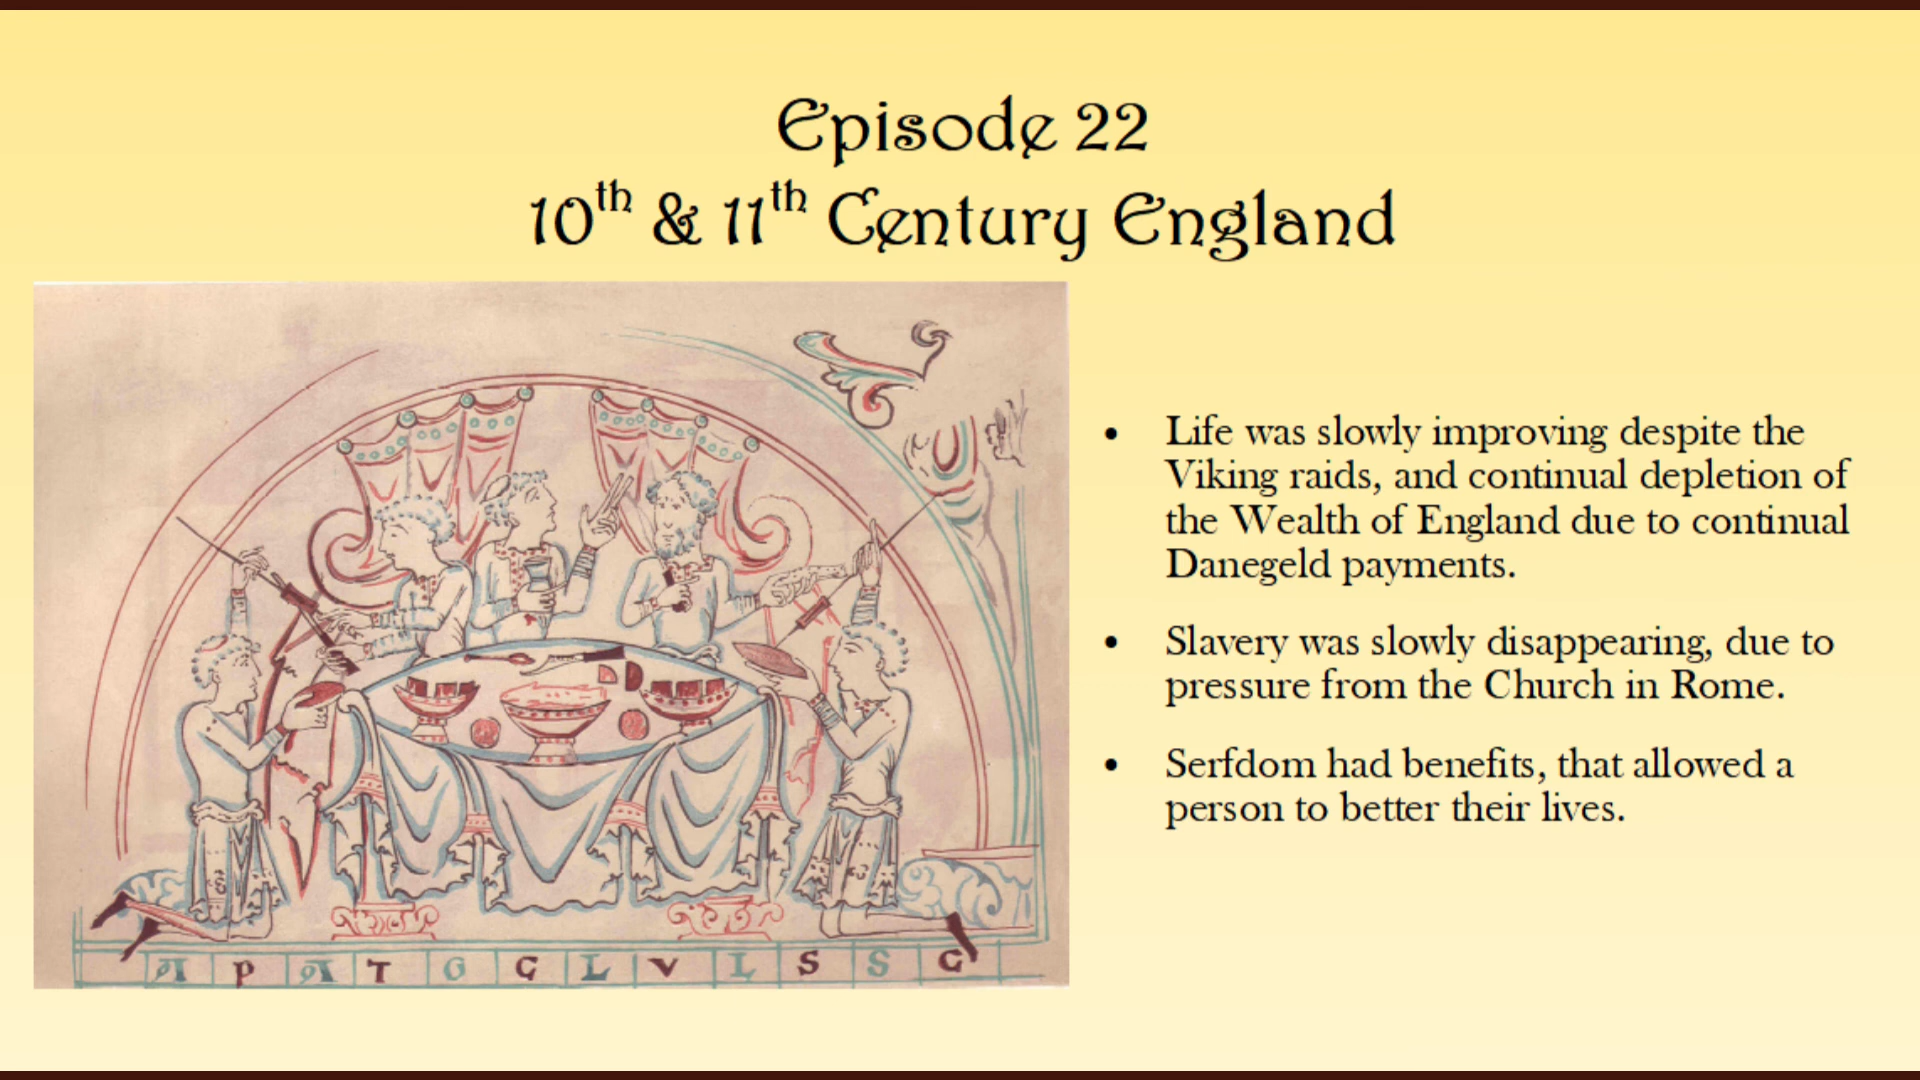 Episode 22
10th & 11th Century England
• Life was slowly improving despite the
Viking raids, and continual depletion of
the Wealth of England due to continual
Danegeld payments.
• Slavery was slowly disappearing, due to
pressure from the Church in Rome.
• Serfdom had benefits, that allowed a
person to better their lives.
A P A T O G L V L S S G